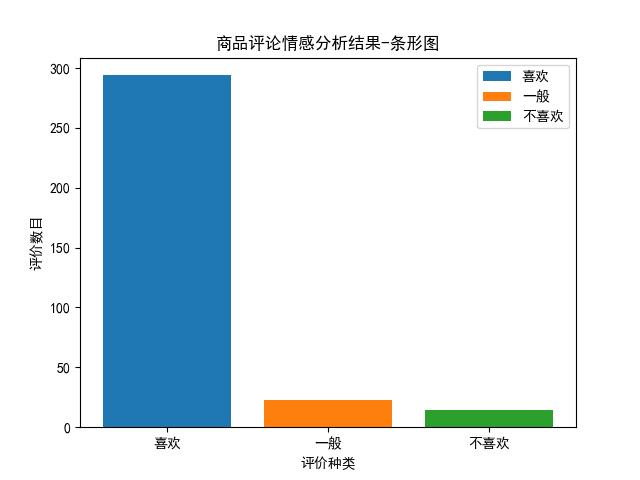 商品评论情感分析结果-条形图
喜欢
一般
不喜欢
300
250
200
150
100
50
0
评价数目
喜欢 一般 不喜欢
评价种类